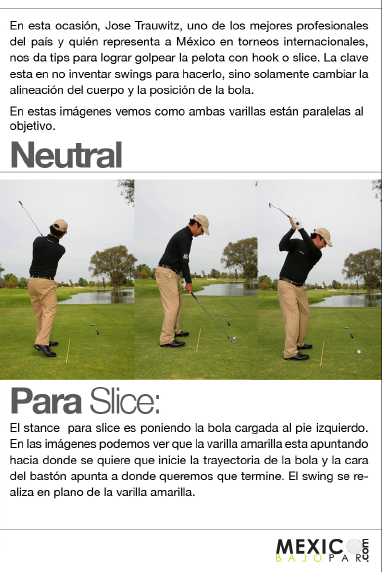 En esta ocasión, Jose Trauwitz, uno de los mejores profesionales
del país y quién representa a México en torneos internacionales,
nos da tips para lograr golpear la pelota con hook o slice. La clave
esta en no inventar swings para hacerlo, sino solamente cambiar la
alineación del cuerpo y la posición de la bola.
En estas imágenes vemos como ambas varillas están paralelas al
objetivo.
Neutral
Para Slice:
El stance para slice es poniendo la bola cargada al pie izquierdo.
En las imágenes podemos ver que la varilla amarilla esta apuntando
hacia donde se quiere que inicie la trayectoria de la bola y la cara
del bastón apunta a donde queremos que termine. El swing se re-
aliza en plano de la varilla amarilla.
MEXICO
BAJOPAR
.com